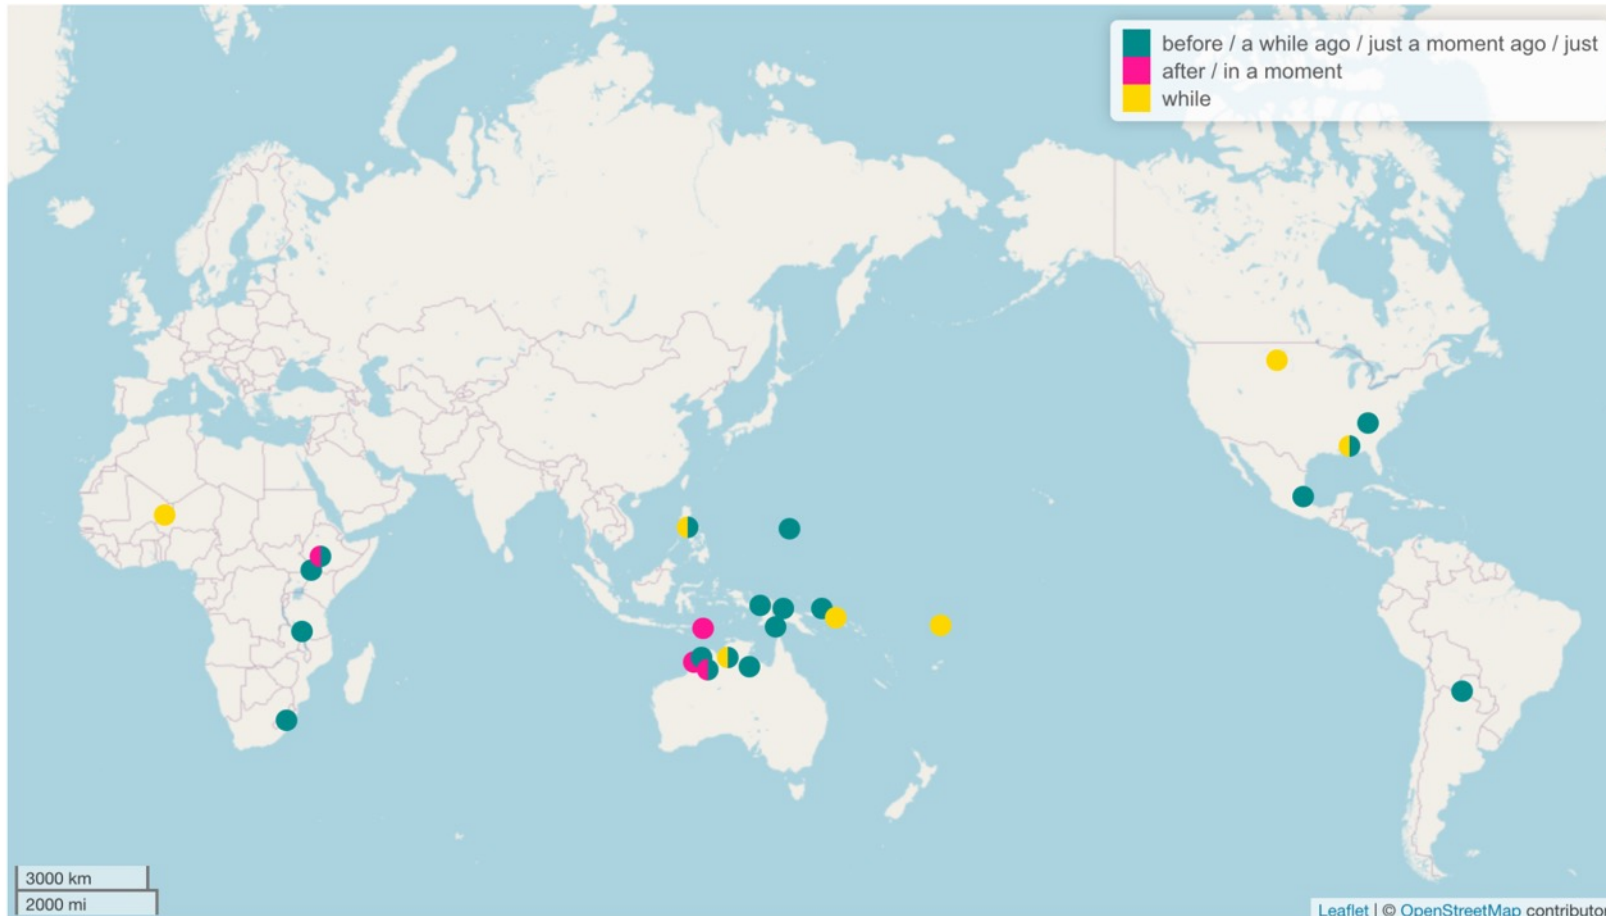 before / a while ago / just a moment ago / just
after / in a moment
while
3000 km
2000 mi
Leaflet | © OpenStreetMap contributor